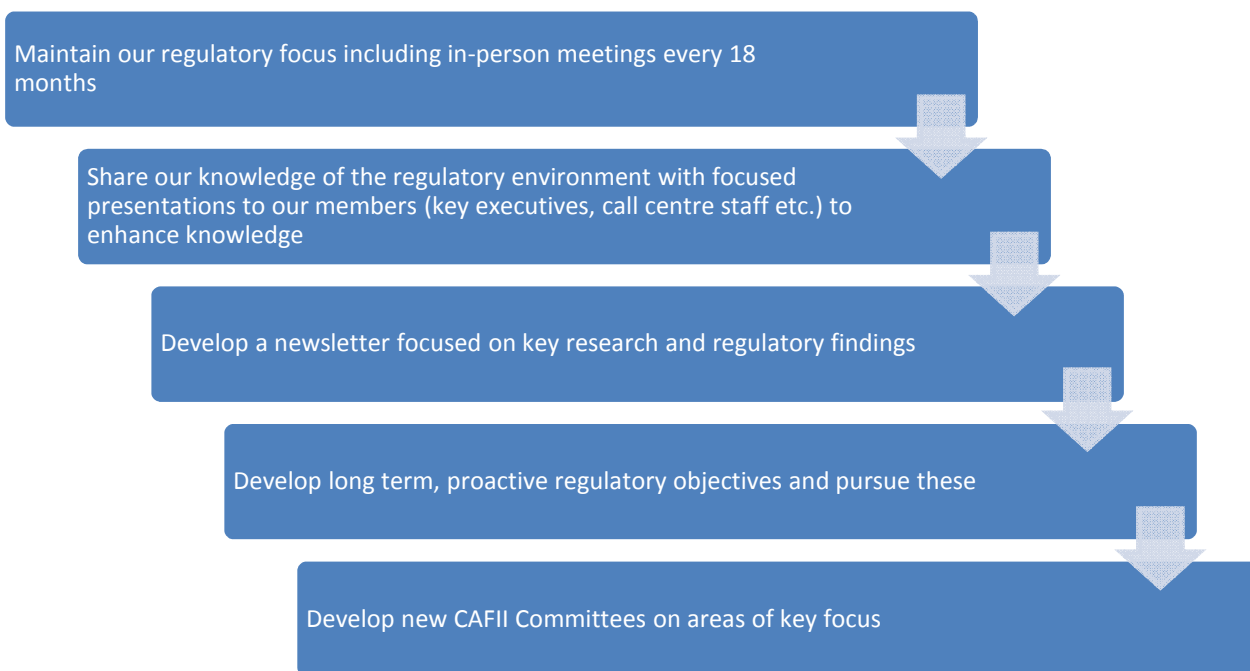 Maintain our regulatory focus including in-person meetings every 18
months
Share our knowledge of the regulatory environment with focused
presentations to our members (key executives, call centre staff etc.) to
enhance knowledge
Develop a newsletter focused on key research and regulatory findings
Develop long term, proactive regulatory objectives and pursue these
Develop new CAFII Committees on areas of key focus